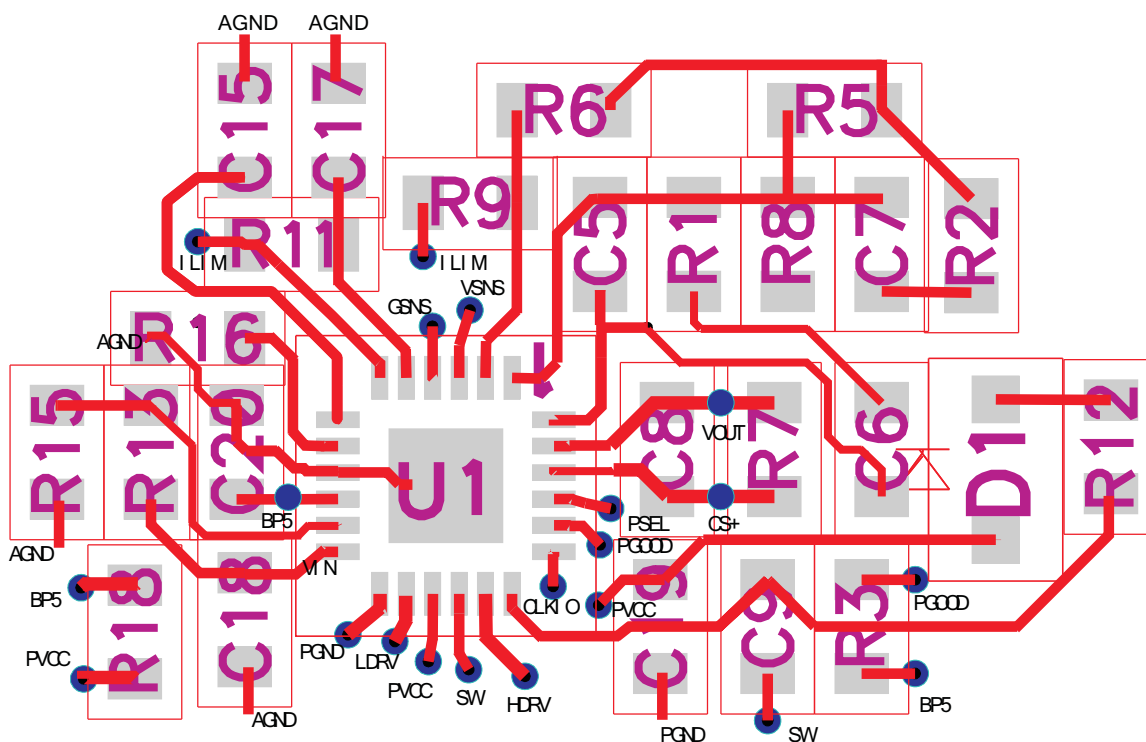 AGND
AGND
C15
C17
R6
R5
R9
R11
ILIM
ILIM
C5
R1
R8
C7
R2
GSNS
VSNS
AGND
R16
R15
R13
C20
U1
C8
R7
C6
D1
R12
VOUT
CS+
BP5
PSEL
PGOOD
AGND
VIN
C18
R18
BP5
CLKIO
PVCC
C19
C9
R3
PGOOD
PVCC
PGND
LDRV
PVCC
SW
HDRV
AGND
PGND
SW
BP5